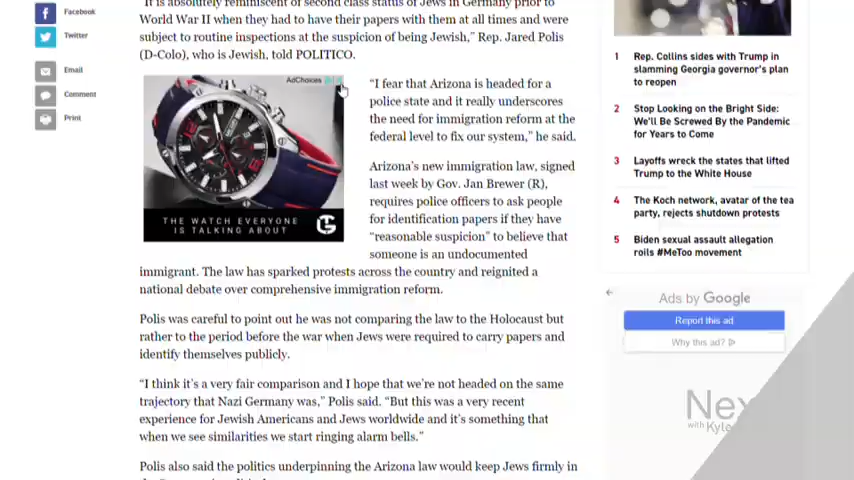 Facebook
Twitter
Email
Comment
Print
"It is absolutely reminiscent of second class status of Jews in Germany prior to
World War II when they had to have their papers with them at all times and were
subject to routine inspections at the suspicion of being Jewish," Rep. Jared Polis
(D-Colo), who is Jewish, told POLITICO.
AdChoices
THE WATCH EVERYONE
IS TALKING ABOUT
"I fear that Arizona is headed for a
police state and it really underscores
the need for immigration reform at the
federal level to fix our system," he said.
Arizona's new immigration law, signed
last week by Gov. Jan Brewer (R),
requires police officers to ask people
for identification papers if they have
"reasonable suspicion" to believe that
someone is an undocumented
immigrant. The law has sparked protests across the country and reignited a
national debate over comprehensive immigration reform.
Polis was careful to point out he was not comparing the law to the Holocaust but
rather to the period before the war when Jews were required to carry papers and
identify themselves publicly.
"I think it's a very fair comparison and I hope that we're not headed on the same
trajectory that Nazi Germany was," Polis said. "But this was a very recent
experience for Jewish Americans and Jews worldwide and it's something that
when we see similarities we start ringing alarm bells."
Polis also said the politics underpinning the Arizona law would keep Jews firmly in
1 Rep. Collins sides with Trump in
slamming Georgia governor's plan
to reopen
2 Stop Looking on the Bright Side:
We'll Be Screwed By the Pandemic
for Years to Come
3 Layoffs wreck the states that lifted
Trump to the White House
4 The Koch network, avatar of the tea
party, rejects shutdown protests
5 Biden sexual assault allegation
roils #MeToo movement
Ads by Google
Report this ad
Why this ad?
Nex
with Kyle